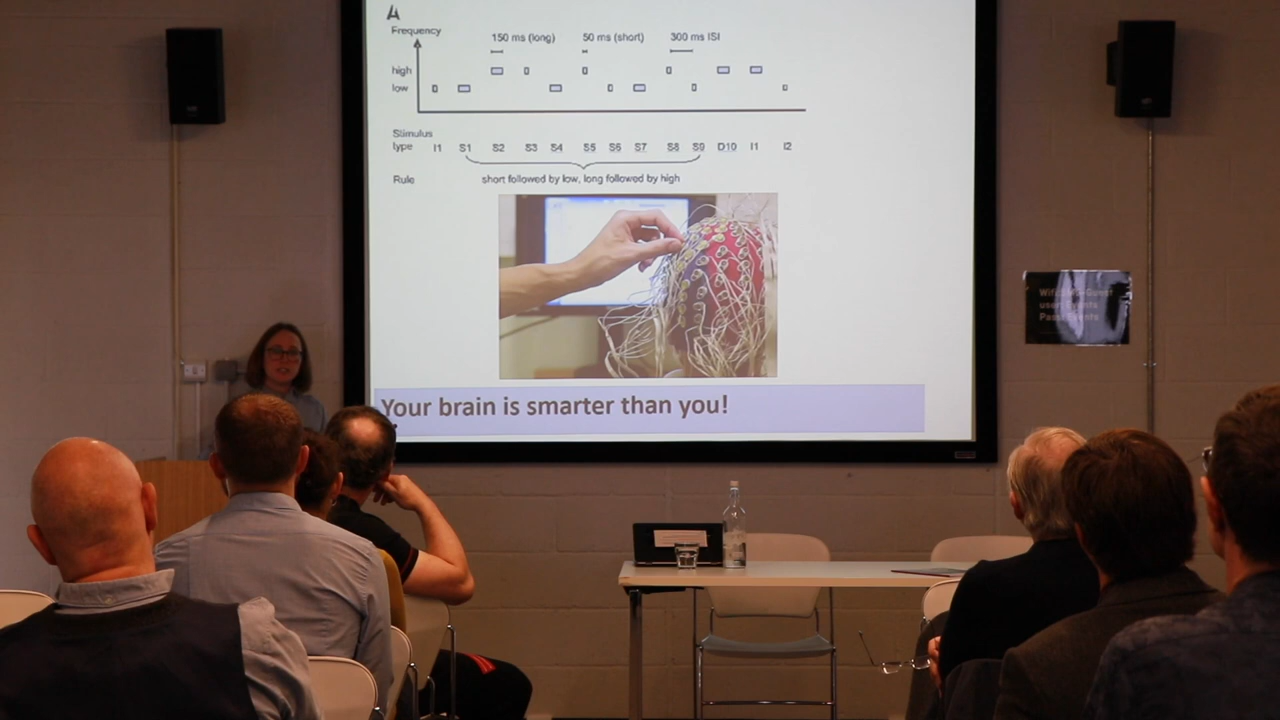 A
Frequency
150 ms (long) 50 ms (short) 300 ms ISI
high
low
Stimulus
type I1 S1 S2 S3 S4 S5 S6 S7 S8 S9 D10 I1 I2
Rule short followed by low, long followed by high
Your brain is smarter than you!